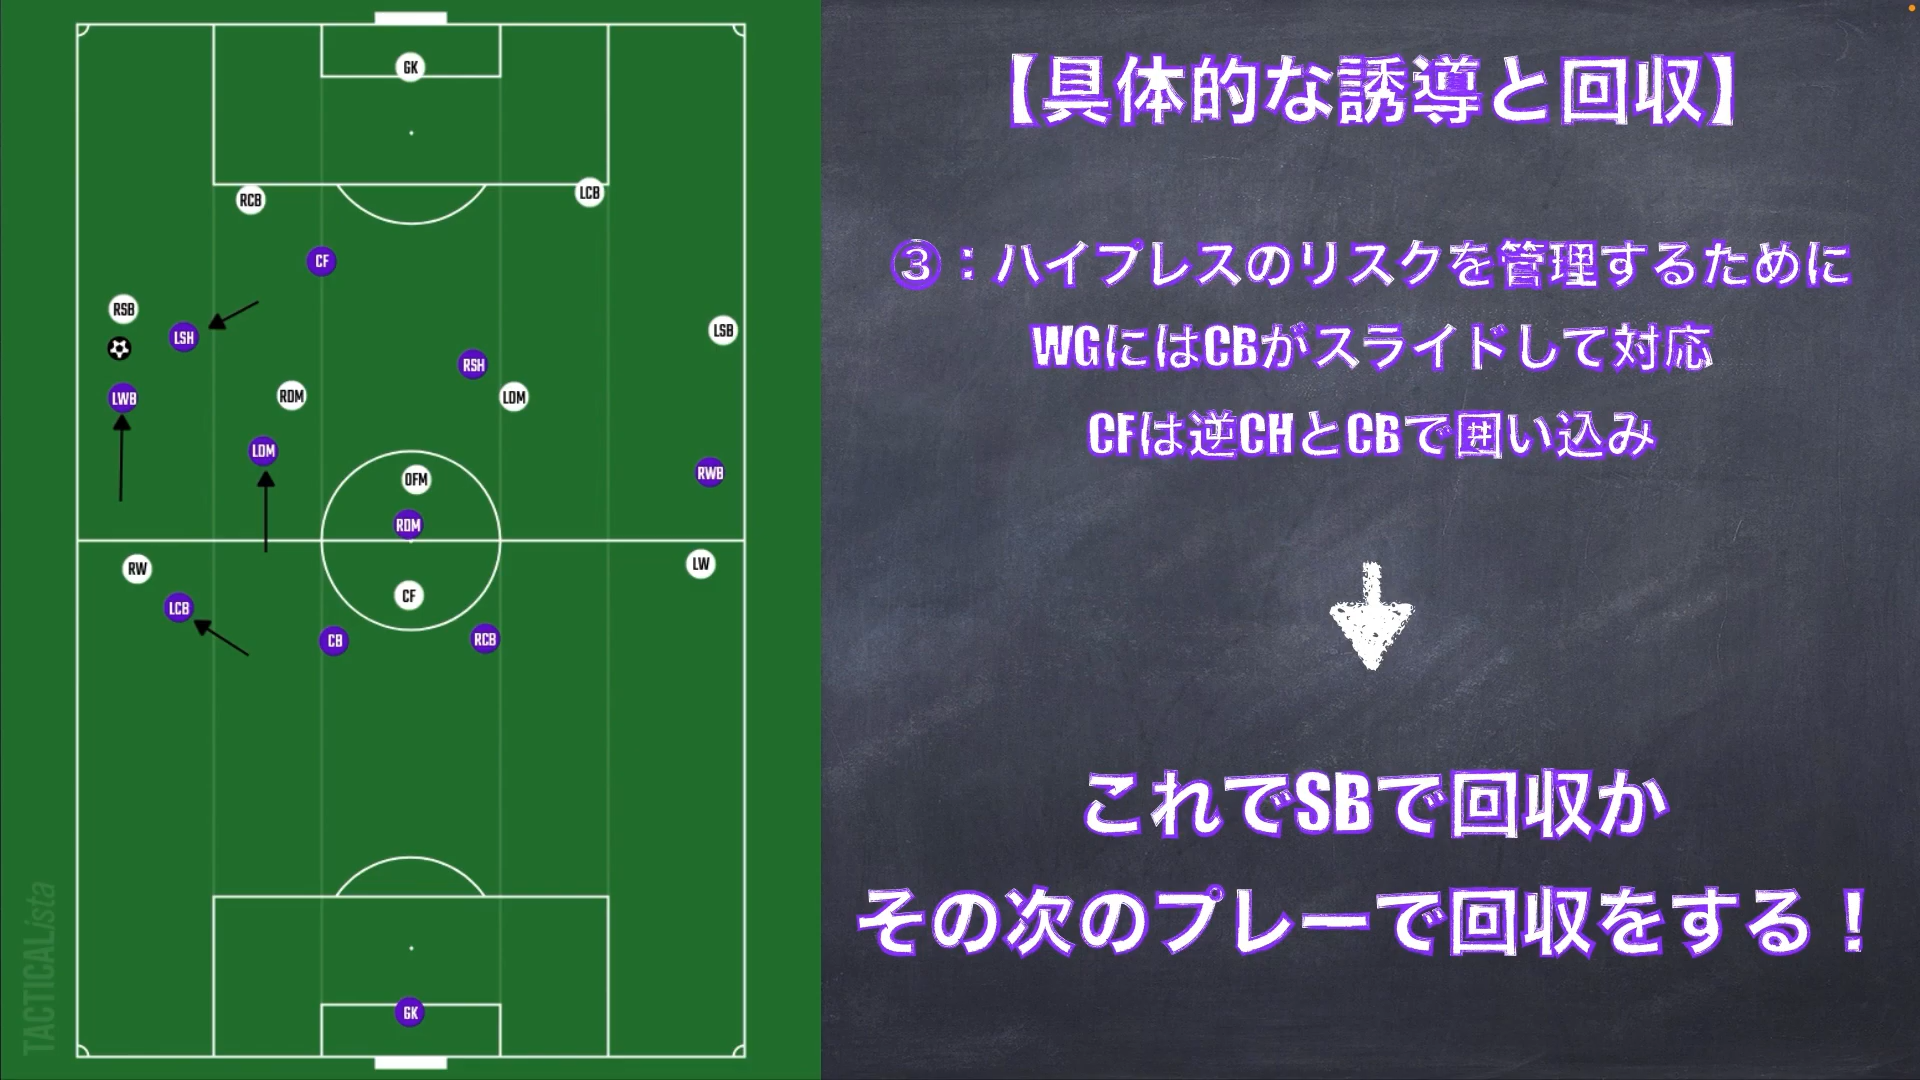 【具体的な誘導と回収】
③：ハイプレスのリスクを管理するために
WGにはCBがスライドして対応
CFは逆CHとCBで囲い込み
これでSBで回収か
その次のプレーで回収をする！
GK
RCB
LCB
CF
RSB
LSH
LSB
RSH
LWB
RDM
LDM
LDM
OFM
RWB
RDM
RW
LW
CF
LCB
CB
RCB
GK
TACTICALista